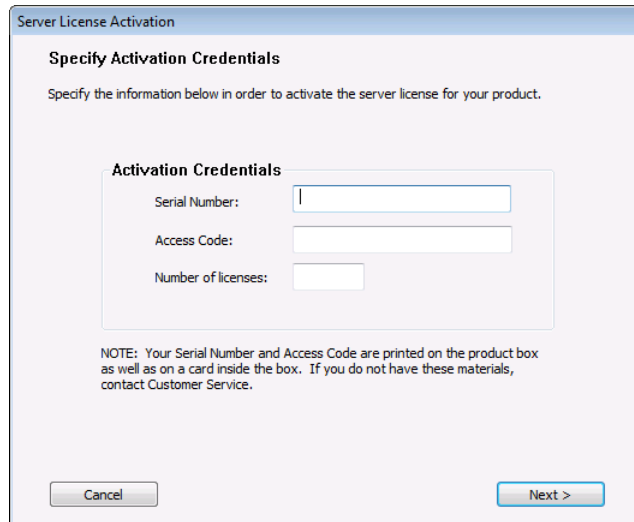 Server License Activation
Specify Activation Credentials
Specify the information below in order to activate the server license for your product.
Activation Credentials
Serial Number:
Access Code:
Number of licenses:
NOTE:  Your Serial Number and Access Code are printed on the product box
as well as on a card inside the box.  If you do not have these materials,
contact Customer Service.
Cancel
Next >